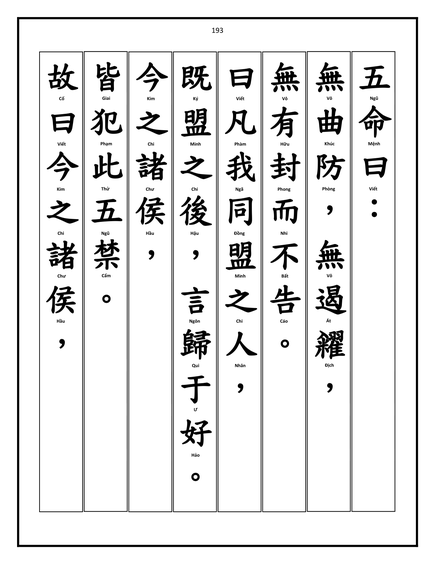 193
五命曰：
Ngũ Mệnh Viết
無曲防，無遏糴，
Vô Khúc Phòng Vô Át Địch
無有封而不告。
Vô Hữu Phong Nhi Bất Cáo
曰凡我同盟之人，
Viết Phàm Ngã Đồng Minh Chi Nhân
既盟之後，言歸于好。
Ký Minh Chi Hậu Ngôn Qui Ư Hảo
今之諸侯，
Kim Chi Chư Hầu
皆犯此五禁。
Giai Phạm Thử Ngũ Cấm
故曰今之諸侯，
Cố Viết Kim Chi Chư Hầu